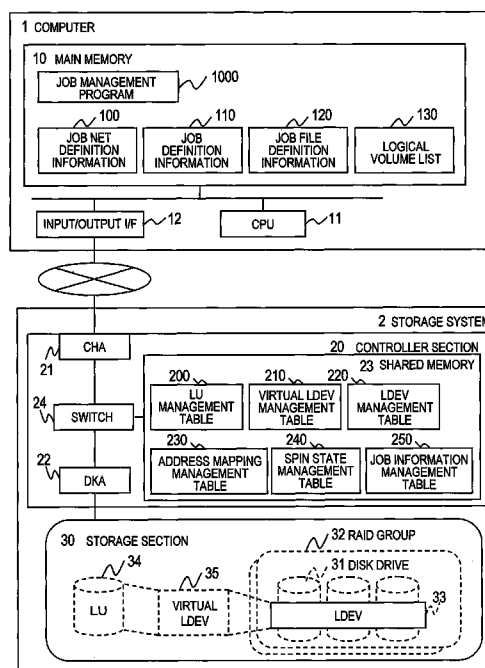 1 COMPUTER
10 MAIN MEMORY
JOB MANAGEMENT
PROGRAM
1000
100
JOB NET
DEFINITION
INFORMATION
110
JOB
DEFINITION
INFORMATION
120
JOB FILE
DEFINITION
INFORMATION
130
LOGICAL
VOLUME LIST
INPUT/OUTPUT I/F
12
CPU
11
2 STORAGE SYSTEM
20 CONTROLLER SECTION
23 SHARED MEMORY
CHA
21
24
SWITCH
22
DKA
200
LU
MANAGEMENT
TABLE
210
VIRTUAL LDEV
MANAGEMENT
TABLE
220
LDEV
MANAGEMENT
TABLE
230
ADDRESS MAPPING
MANAGEMENT
TABLE
240
SPIN STATE
MANAGEMENT
TABLE
250
JOB INFORMATION
MANAGEMENT
TABLE
30 STORAGE SECTION
32 RAID GROUP
34
LU
35
VIRTUAL
LDEV
31 DISK DRIVE
33
LDEV